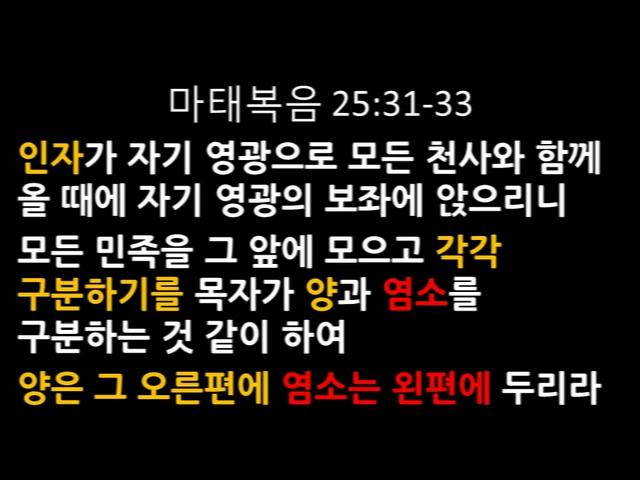 마태복음 25:31-33
인자가 자기 영광으로 모든 천사와 함께
올 때에 자기 영광의 보좌에 앉으리니
모든 민족을 그 앞에 모으고 각각
구분하기를 목자가 양과 염소를
구분하는 것 같이 하여
양은 그 오른편에 염소는 왼편에 두리라